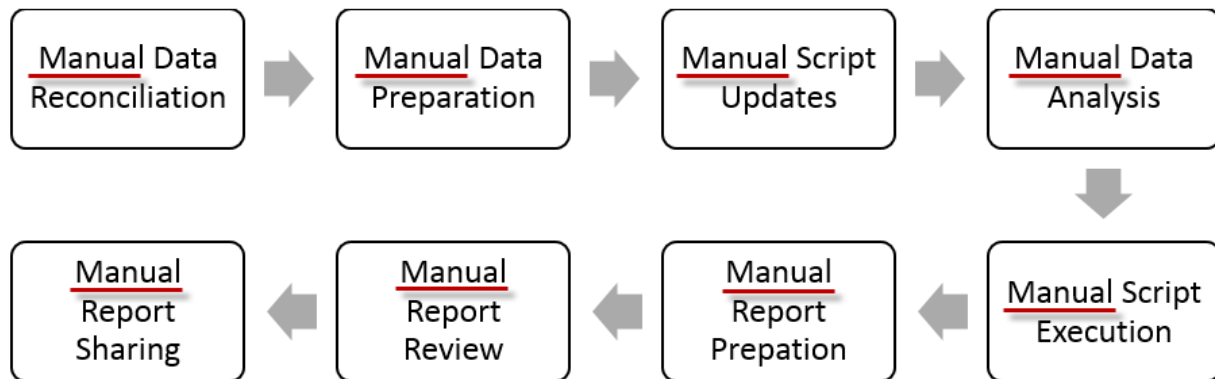 Manual Data
Reconciliation
Manual Data
Preparation
Manual Script
Updates
Manual Data
Analysis
Manual Script
Execution
Manual
Report
Prepation
Manual
Report
Review
Manual
Report
Sharing